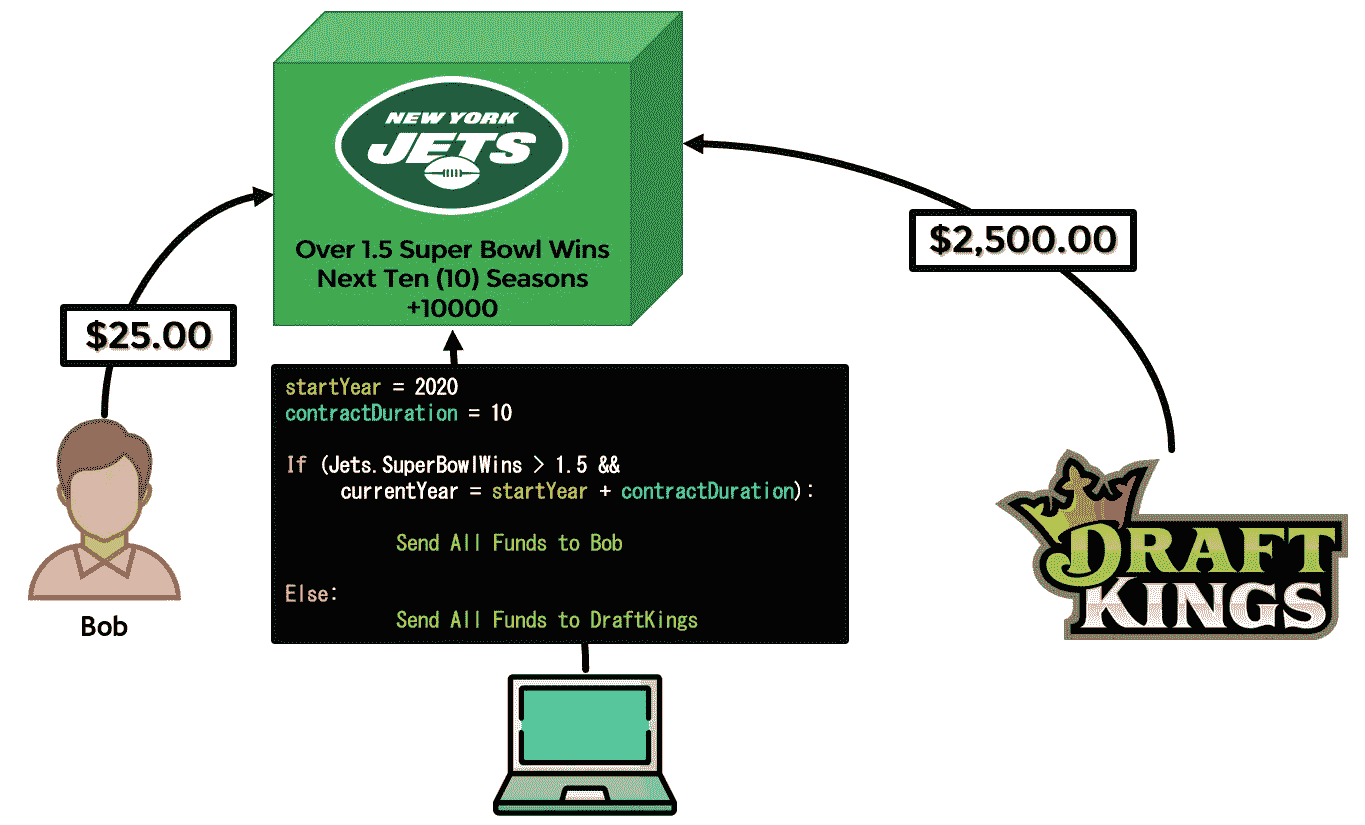 NEW YORK
JETS
Over 1.5 Super Bowl Wins
Next Ten (10) Seasons
+10000
$2,500.00
$25.00
startYear = 2020
contractDuration = 10
If (Jets.SuperBowlWins > 1.5 &&
currentYear = startYear + contractDuration):
Send All Funds to Bob
Else:
Send All Funds to DraftKings
Bob
DRAFT
KINGS